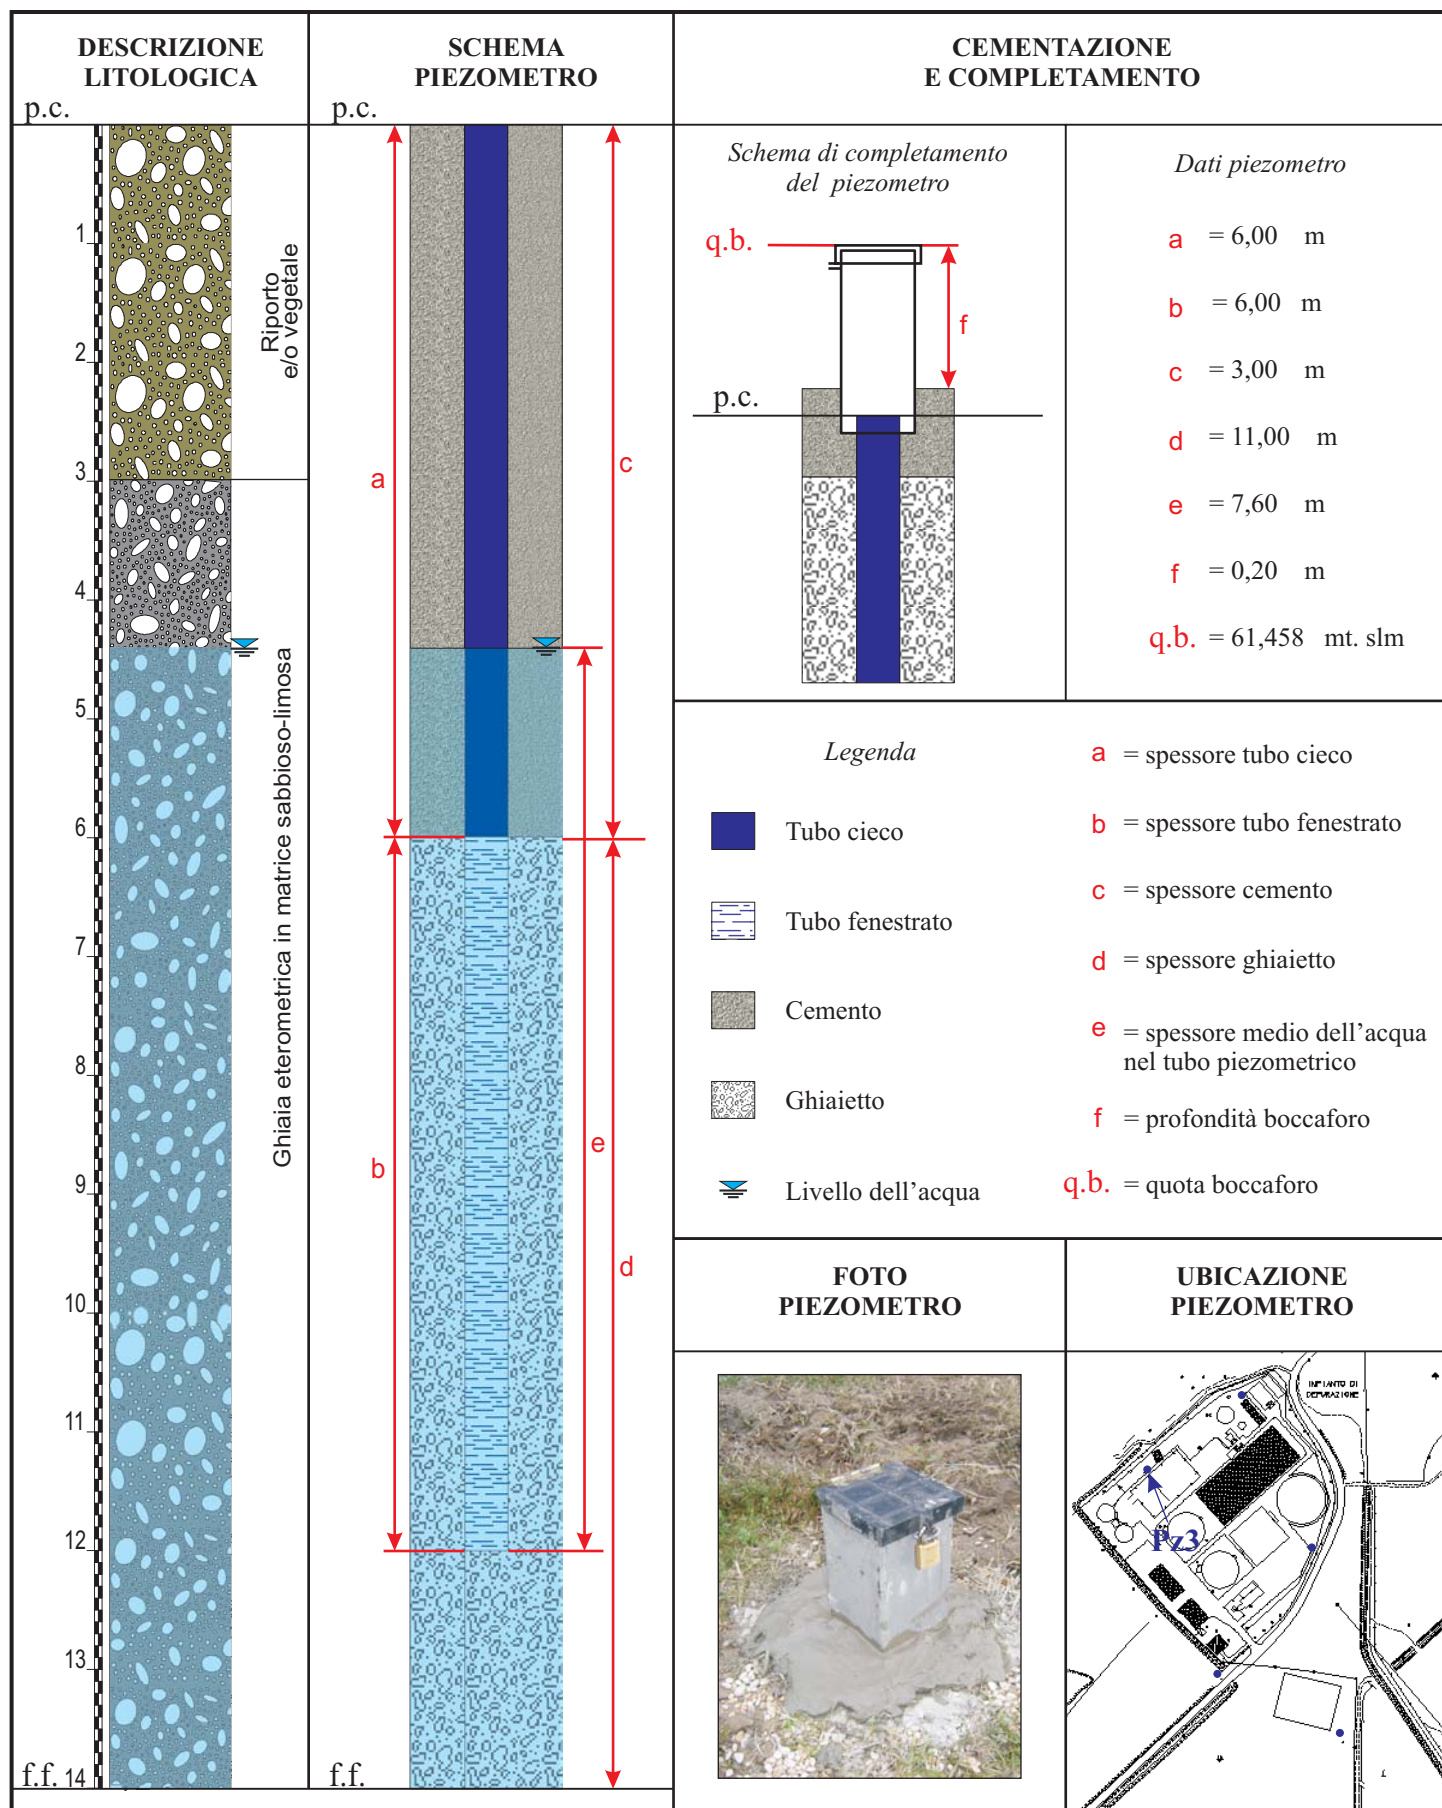 DESCRIZIONE
LITOLOGICA
p.c.
1
2
3
4
5
6
7
8
9
10
11
12
13
14
f.f.
Riporto
e/o vegetale
Ghiaia eterometrica in matrice sabbioso-limosa
SCHEMA
PIEZOMETRO
p.c.
a
c
b
e
d
f.f.
CEMENTAZIONE
E COMPLETAMENTO
Schema di completamento
del piezometro
q.b.
f
p.c.
Dati piezometro
a = 6,00 m
b = 6,00 m
c = 3,00 m
d = 11,00 m
e = 7,60 m
f = 0,20 m
q.b. = 61,458 mt. slm
Legenda
Tubo cieco
Tubo fenestrato
Cemento
Ghiaietto
Livello dell'acqua
a = spessore tubo cieco
b = spessore tubo fenestrato
c = spessore cemento
d = spessore ghiaietto
e = spessore medio dell'acqua
nel tubo piezometrico
f = profondità boccaforo
q.b. = quota boccaforo
FOTO
PIEZOMETRO
UBICAZIONE
PIEZOMETRO
IMPIANTO DI
DEPURAZIONE
Pz3